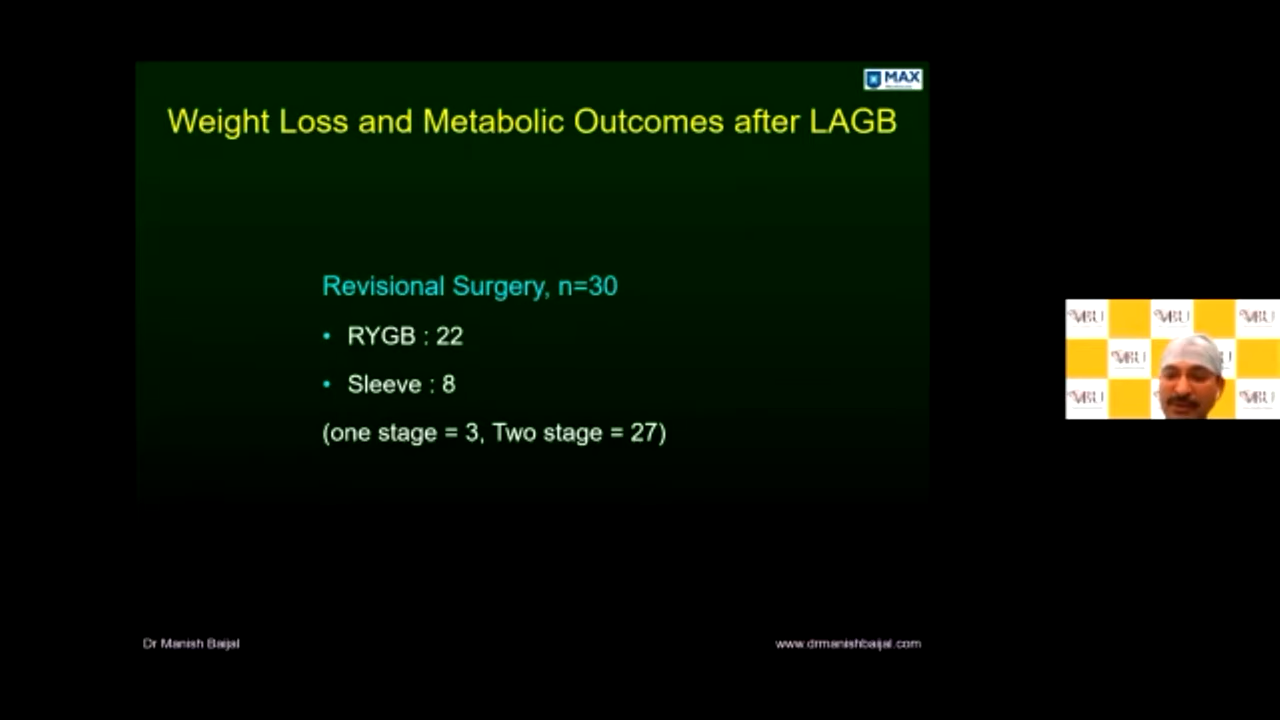 MAX
Weight Loss and Metabolic Outcomes after LAGB
Revisional Surgery, n=30
• RYGB : 22
• Sleeve : 8
(one stage = 3, Two stage = 27)
Dr Manish Baijal
www.drmanishbaijal.com